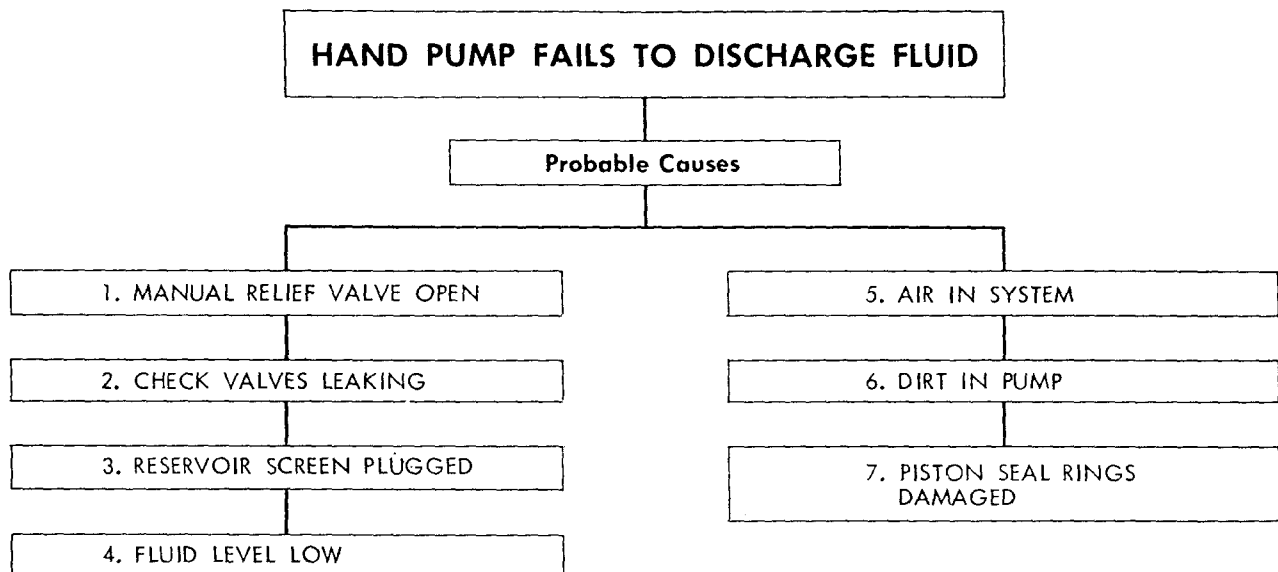 HAND PUMP FAILS TO DISCHARGE FLUID
Probable Causes
1. MANUAL RELIEF VALVE OPEN
2. CHECK VALVES LEAKING
3. RESERVOIR SCREEN PLUGGED
4. FLUID LEVEL LOW
5. AIR IN SYSTEM
6. DIRT IN PUMP
7. PISTON SEAL RINGS
DAMAGED